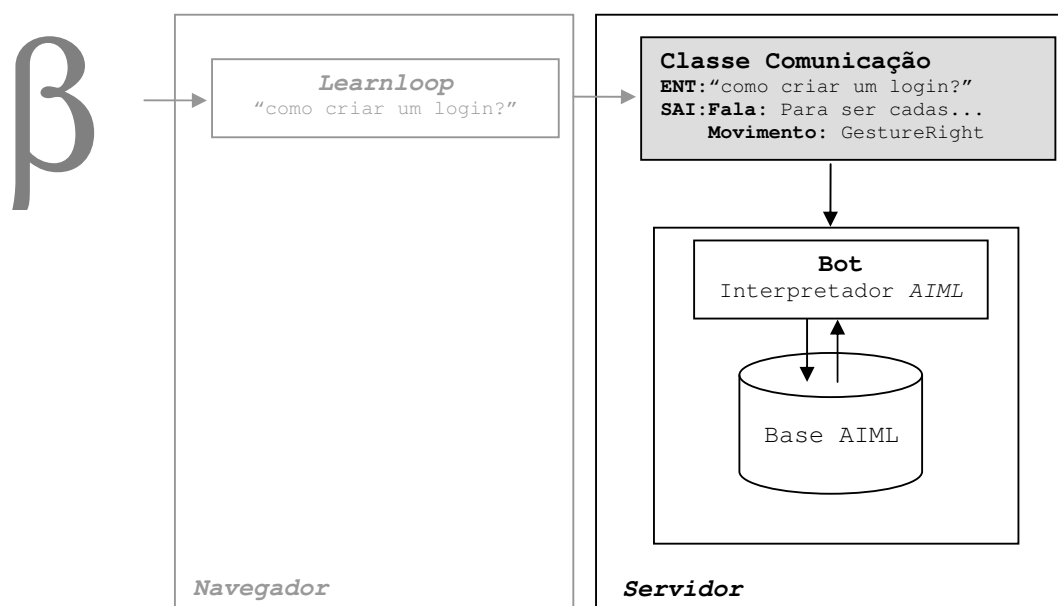 β
Learnloop
“como criar um login?”
Navegador
Classe Comunicação
ENT:“como criar um login?”
SAI:Fala: Para ser cadas...
Movimento: GestureRight
Bot
Interpretador AIML
Base AIML
Servidor